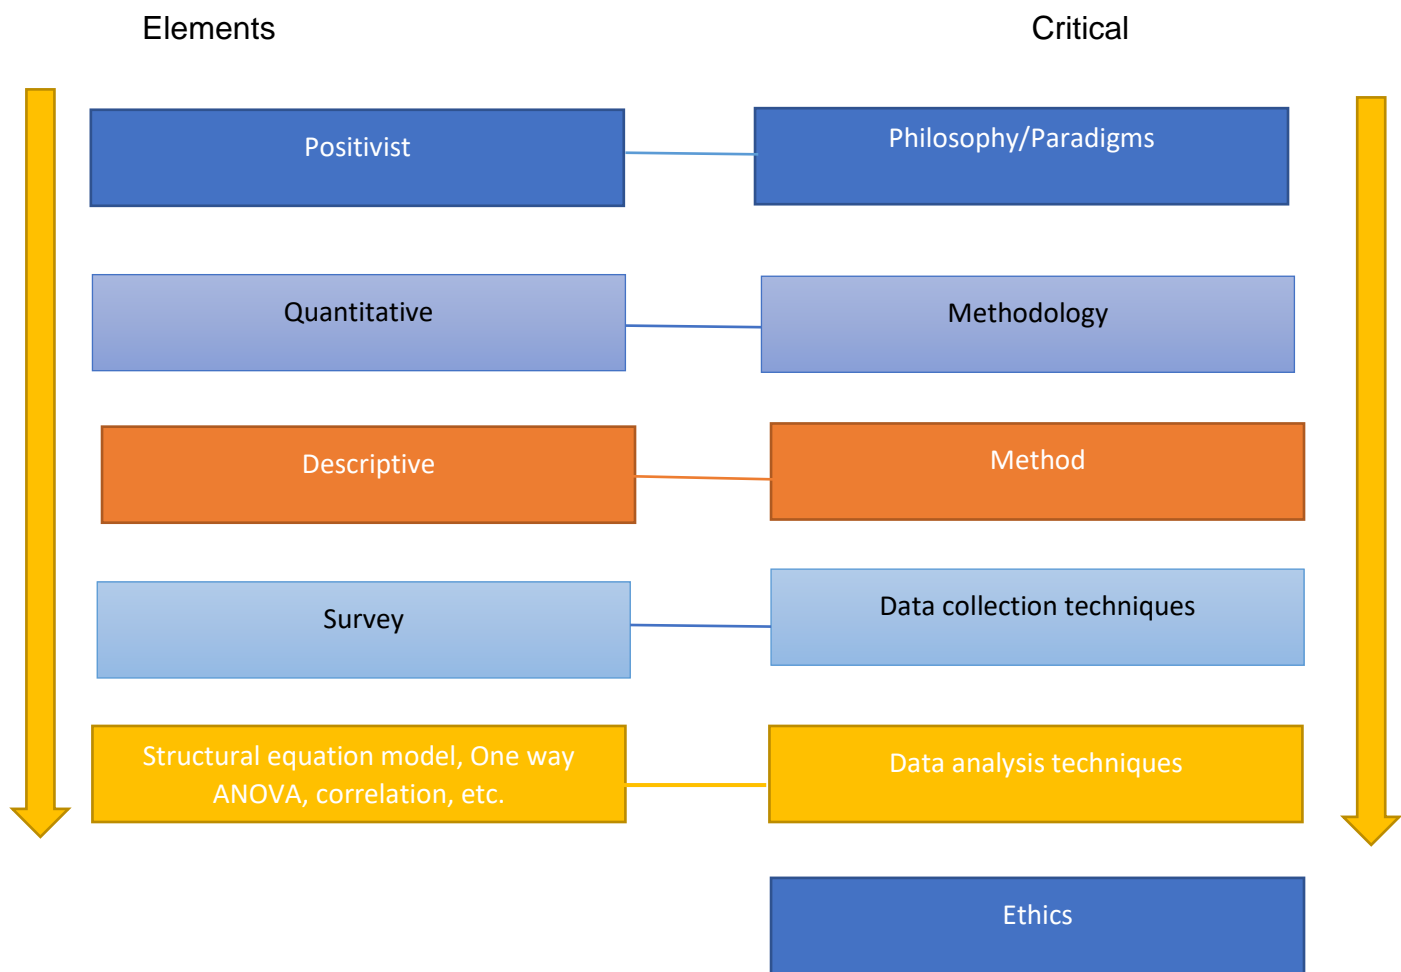 Elements
Critical
Positivist
Philosophy/Paradigms
Quantitative
Methodology
Descriptive
Method
Survey
Data collection techniques
Structural equation model, One way
ANOVA, correlation, etc.
Data analysis techniques
Ethics